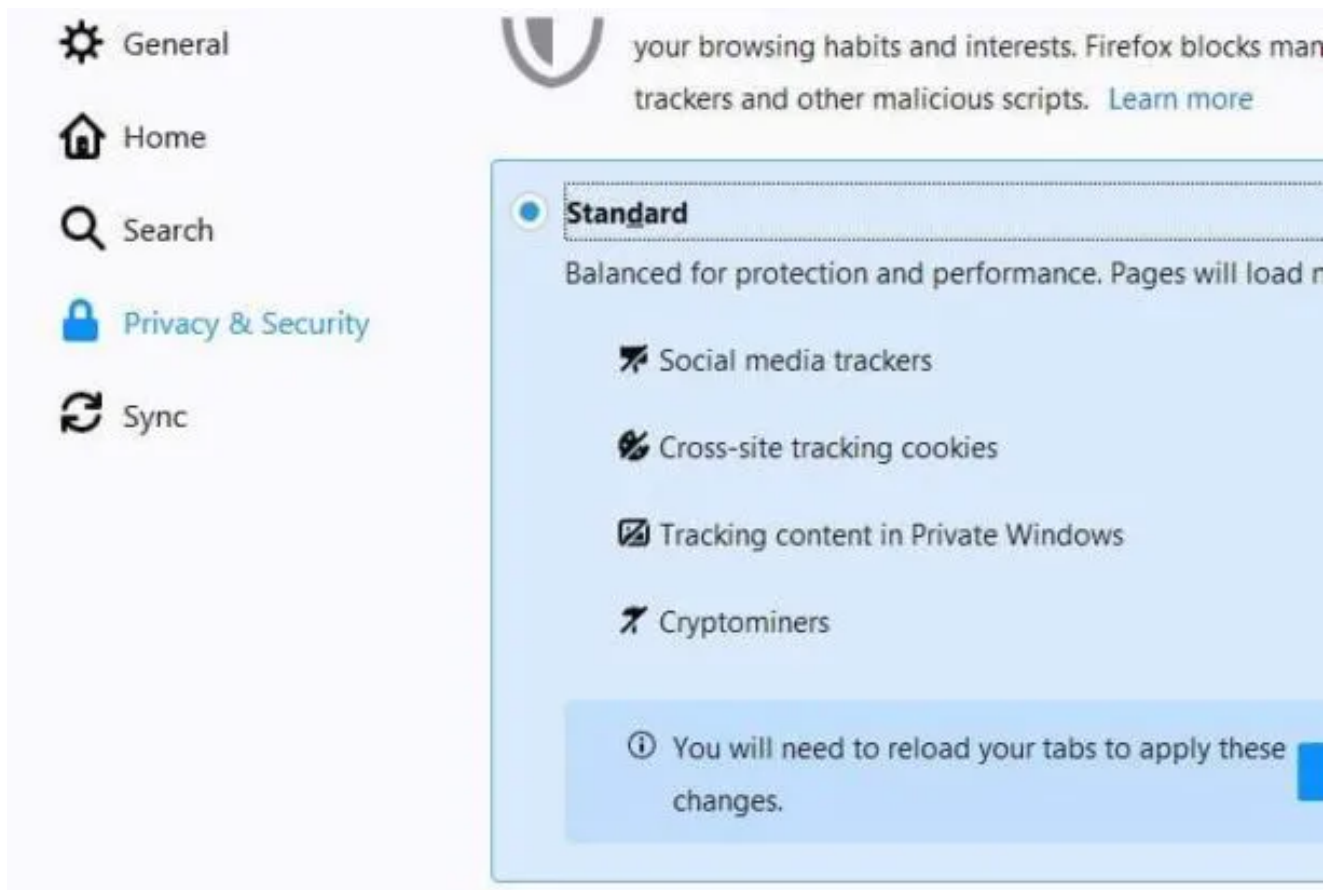 General
Home
Search
Privacy & Security
Sync
your browsing habits and interests. Firefox blocks
trackers and other malicious scripts. Learn more
Standard
Balanced for protection and performance. Pages will load
Social media trackers
Cross-site tracking cookies
Tracking content in Private Windows
Cryptominers
You will need to reload your tabs to apply these
changes.